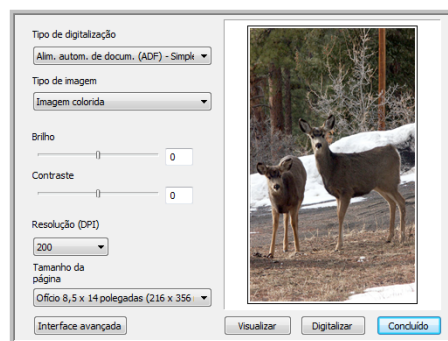 Tipo de digitalização
Alim. autom. de docum. (ADF) - Simple
Tipo de imagem
Imagem colorida
Brilho
0
Contraste
0
Resolução (DPI)
200
Tamanho da
página
Ofício 8,5 x 14 polegadas (216 x 356
Interface avançada
Visualizar
Digitalizar
Concluído